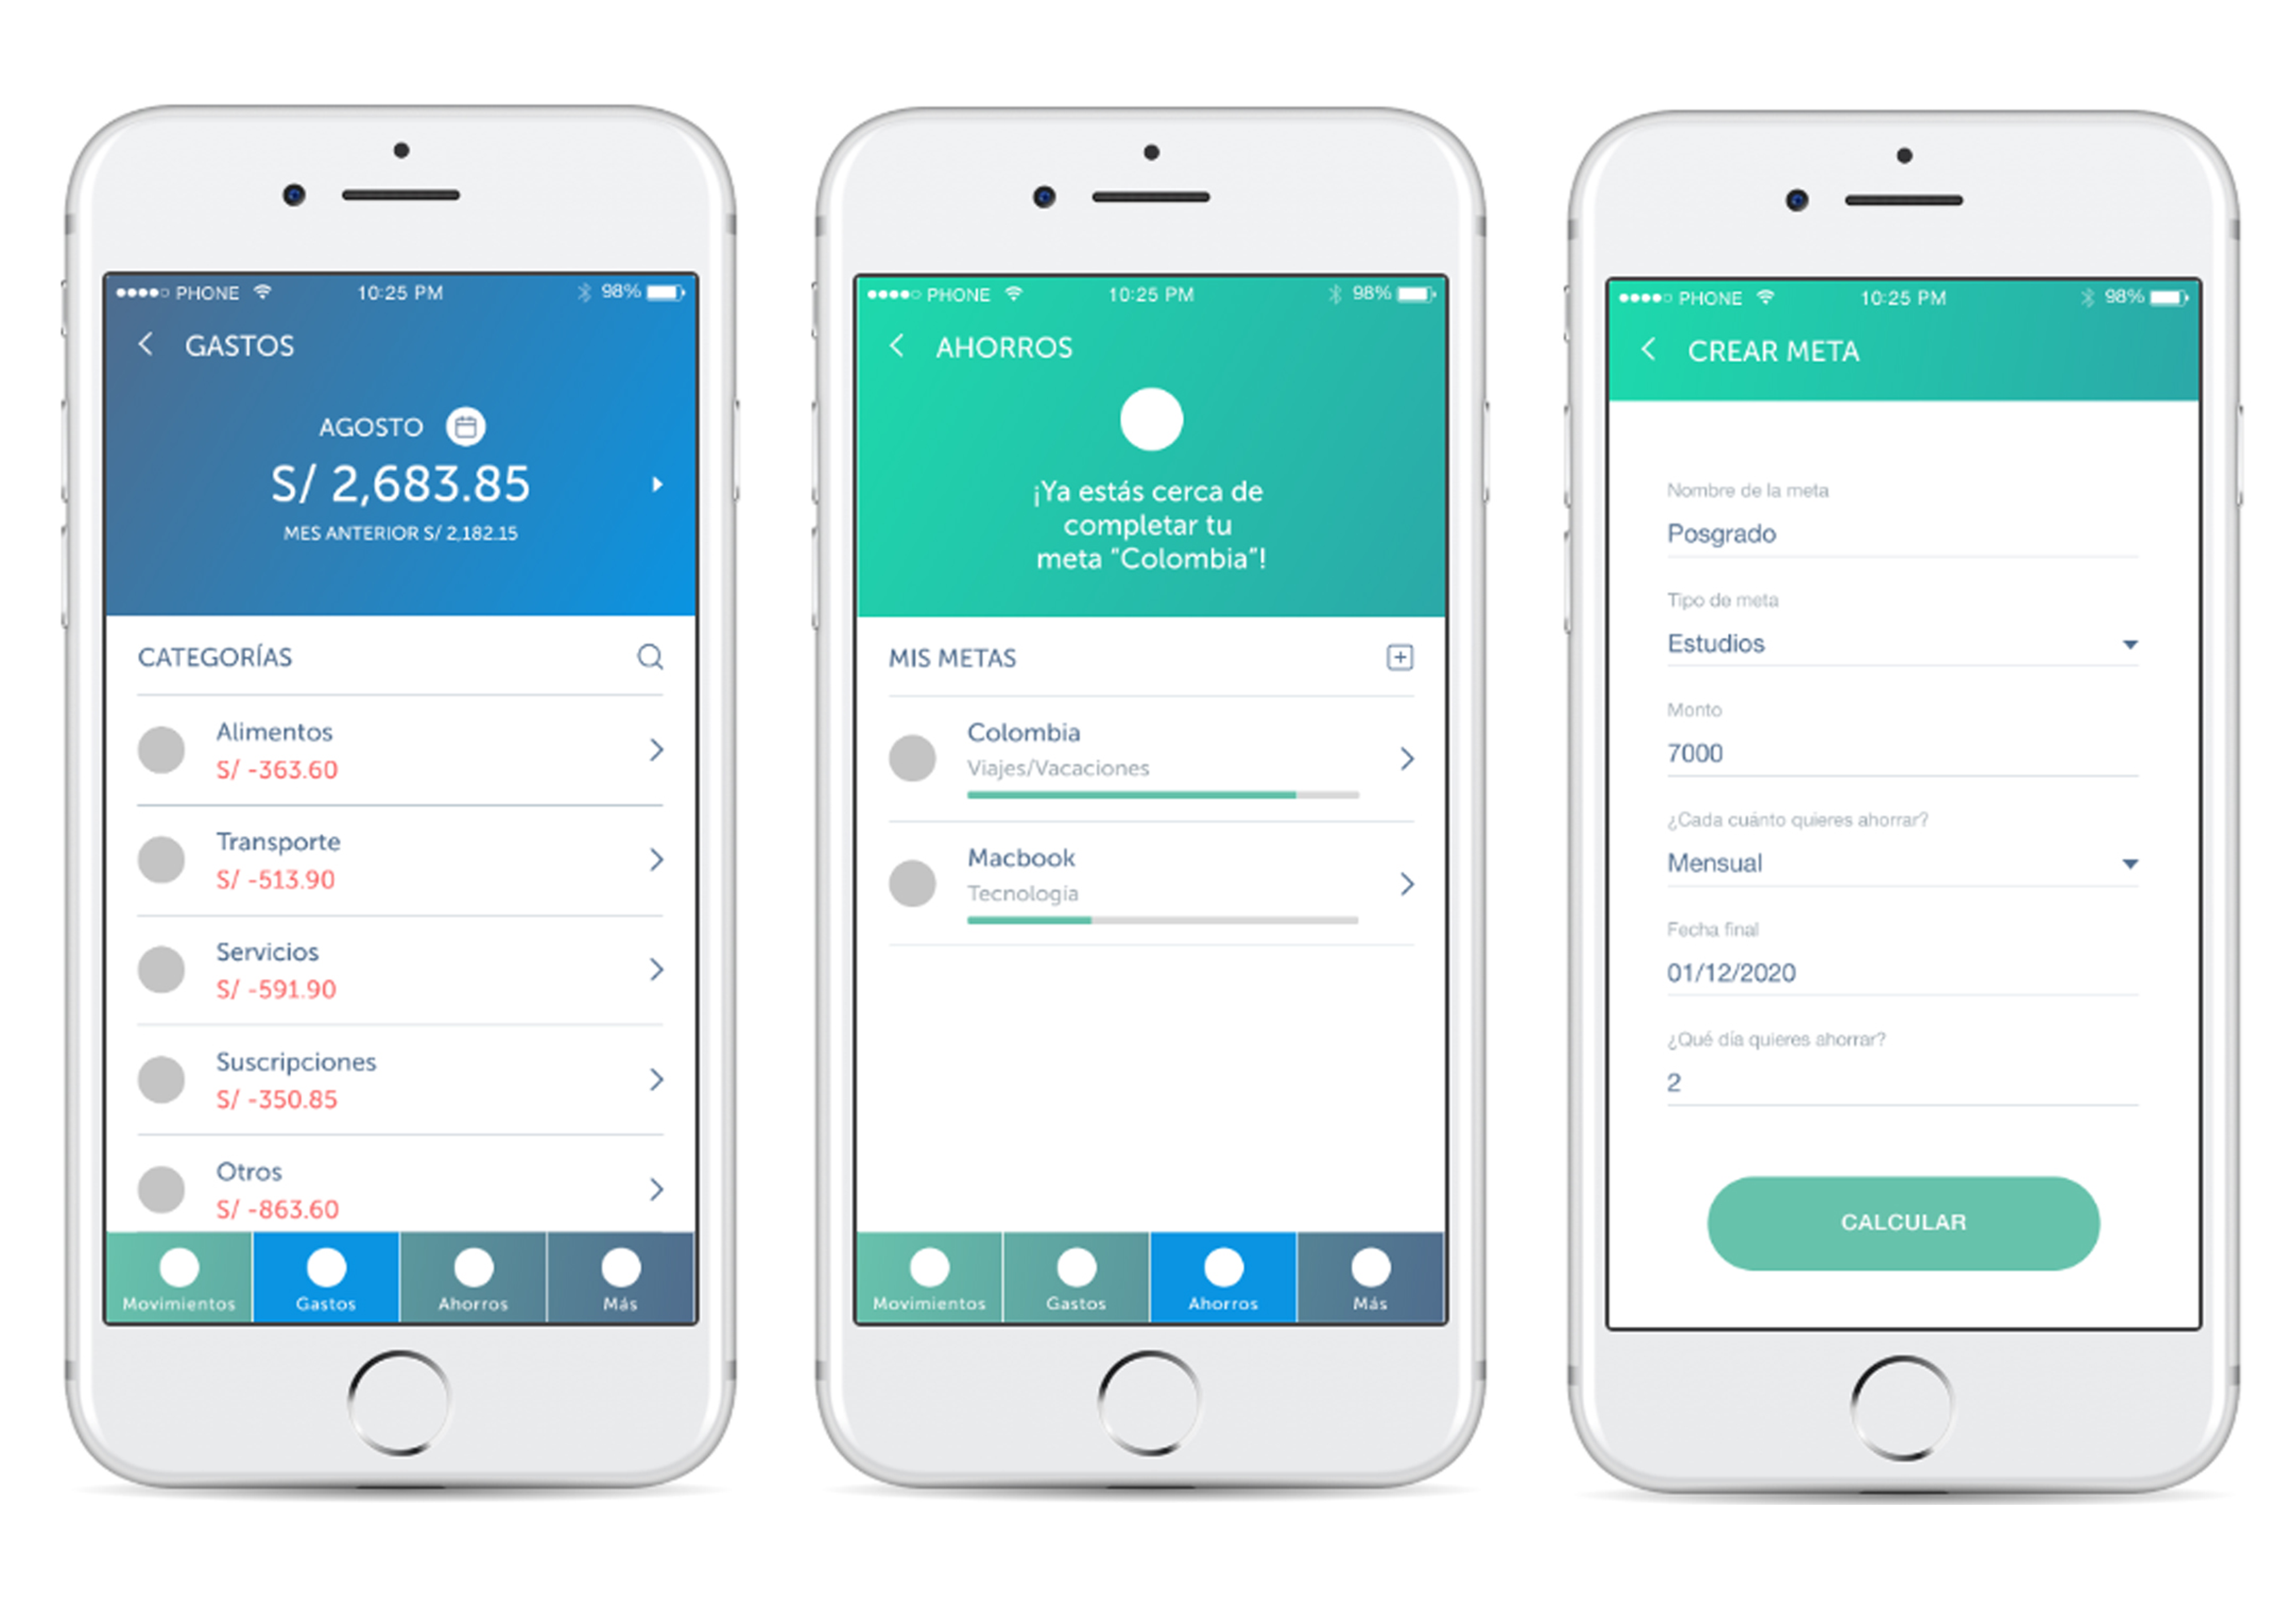 PHONE 10:25 PM 98%
GASTOS
AGOSTO
S/ 2,683.85
MES ANTERIOR S/ 2,182.15
CATEGORÍAS
Alimentos
S/ -363.60
Transporte
S/ -513.90
Servicios
S/ -591.90
Suscripciones
S/ -350.85
Otros
S/ -863.60
Movimientos Gastos Ahorros Más
PHONE 10:25 PM 98%
AHORROS
¡Ya estás cerca de
completar tu
meta "Colombia"!
MIS METAS
Colombia
Viajes/Vacaciones
Macbook
Tecnología
Movimientos Gastos Ahorros Más
PHONE 10:25 PM 98%
CREAR META
Nombre de la meta
Posgrado
Tipo de meta
Estudios
Monto
7000
¿Cada cuánto quieres ahorrar?
Mensual
Fecha final
01/12/2020
¿Qué día quieres ahorrar?
2
CALCULAR